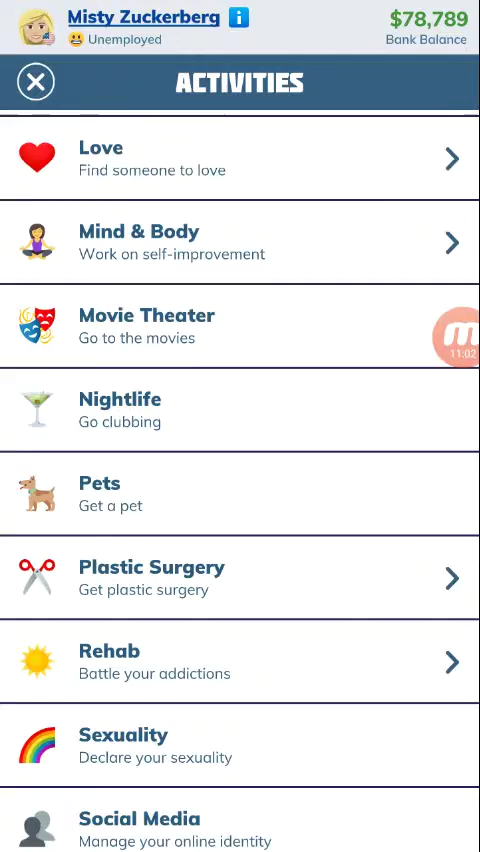 Misty Zuckerberg
$78,789
Unemployed
Bank Balance
ACTIVITIES
Love
Find someone to love
Mind & Body
Work on self-improvement
Movie Theater
Go to the movies
m
11:02
Nightlife
Go clubbing
Pets
Get a pet
Plastic Surgery
Get plastic surgery
Rehab
Battle your addictions
Sexuality
Declare your sexuality
Social Media
Manage your online identity